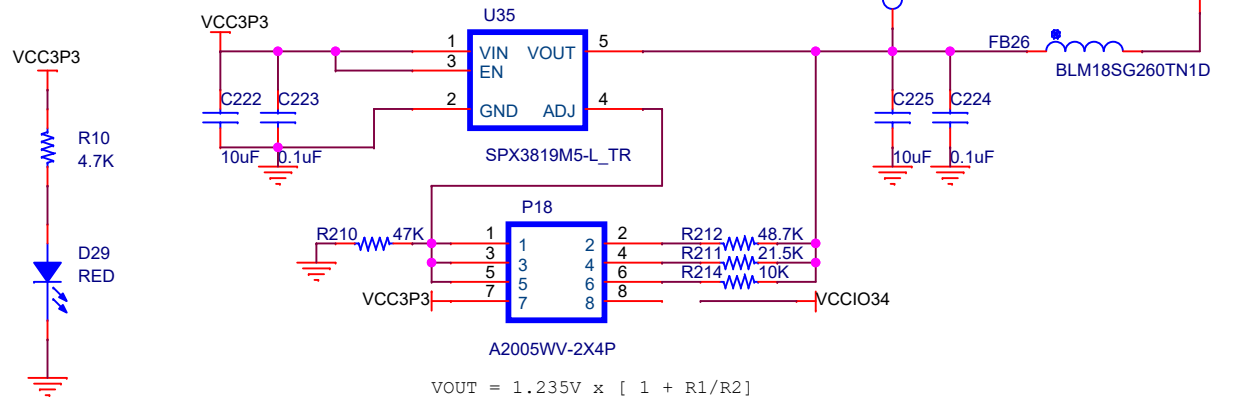 U35
VCC3P3
VCC3P3
1 VIN VOUT 5
3 EN
2 GND ADJ 4
SPX3819M5-L_TR
C222 C223
10uF 0.1uF
FB26
BLM18SG260TN1D
C225 C224
10uF 0.1uF
R10
4.7K
D29
RED
P18
R210 47K
1 1 2 2
3 3 4 4
5 5 6 6
7 7 8 8
R212 48.7K
R211 21.5K
R214 10K
VCC3P3
VCCIO34
A2005WV-2X4P
VOUT = 1.235V x [ 1 + R1/R2]